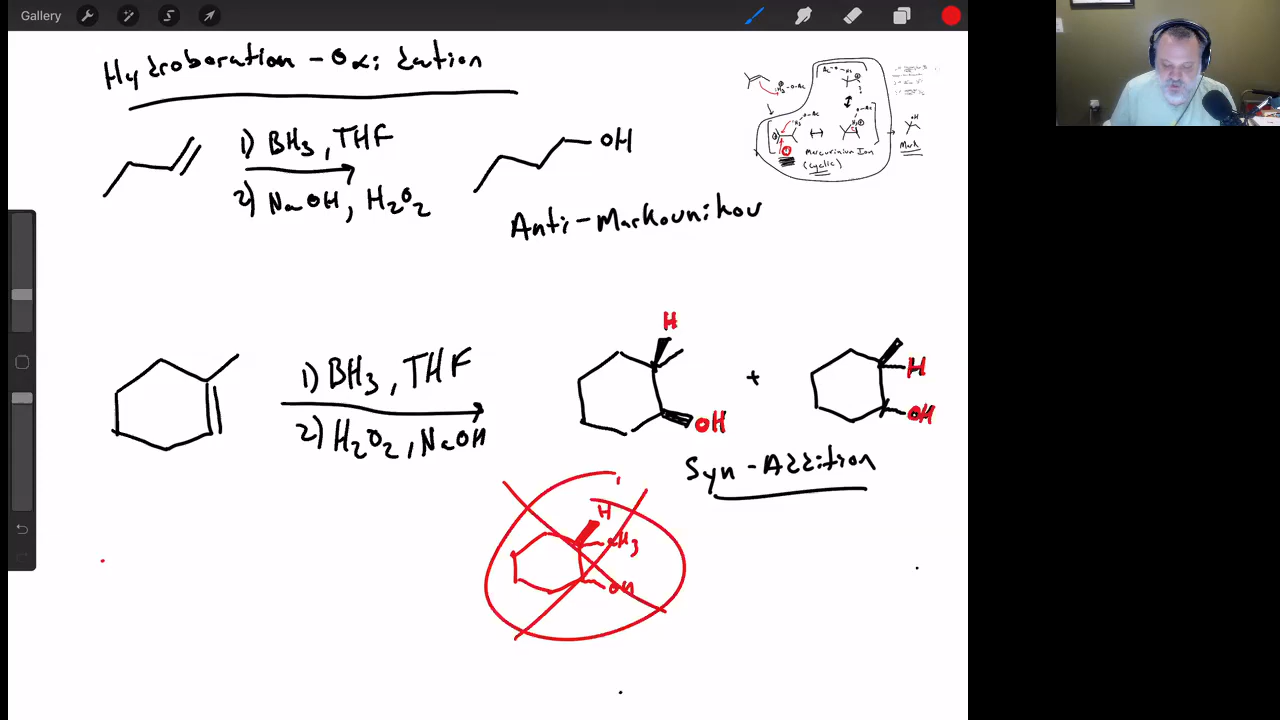 Gallery
Hydroboration - Oxidation
1) BH3, THF
2) NaOH, H2O2
OH
Anti-Markovnikov
Mercurinium Ion
(cyclic)
Mark
1) BH3, THF
2) H2O2, NaOH
H
OH
+
H
OH
Syn-Addition
H
CH3
OH